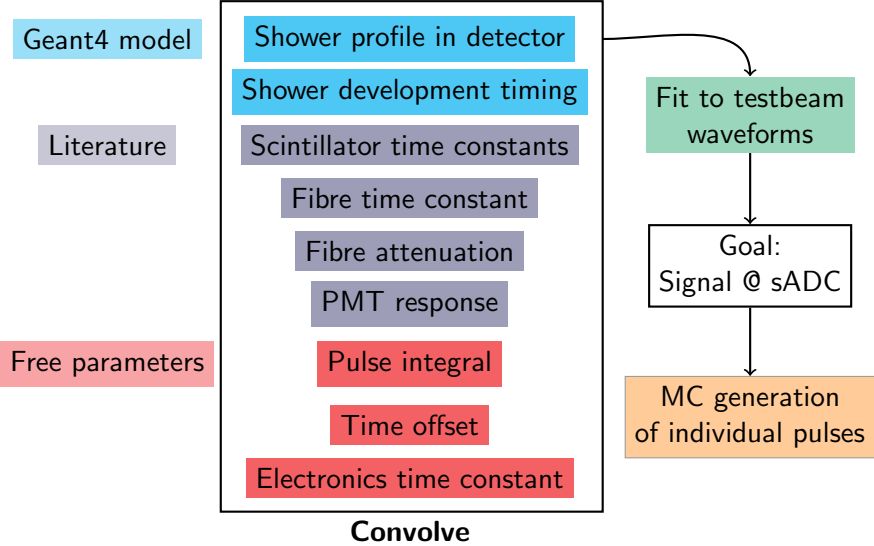 Geant4 model
Shower profile in detector
Shower development timing
Fit to testbeam
waveforms
Literature
Scintillator time constants
Fibre time constant
Fibre attenuation
Goal:
Signal @ sADC
PMT response
Free parameters
Pulse integral
MC generation
of individual pulses
Time offset
Electronics time constant
Convolve